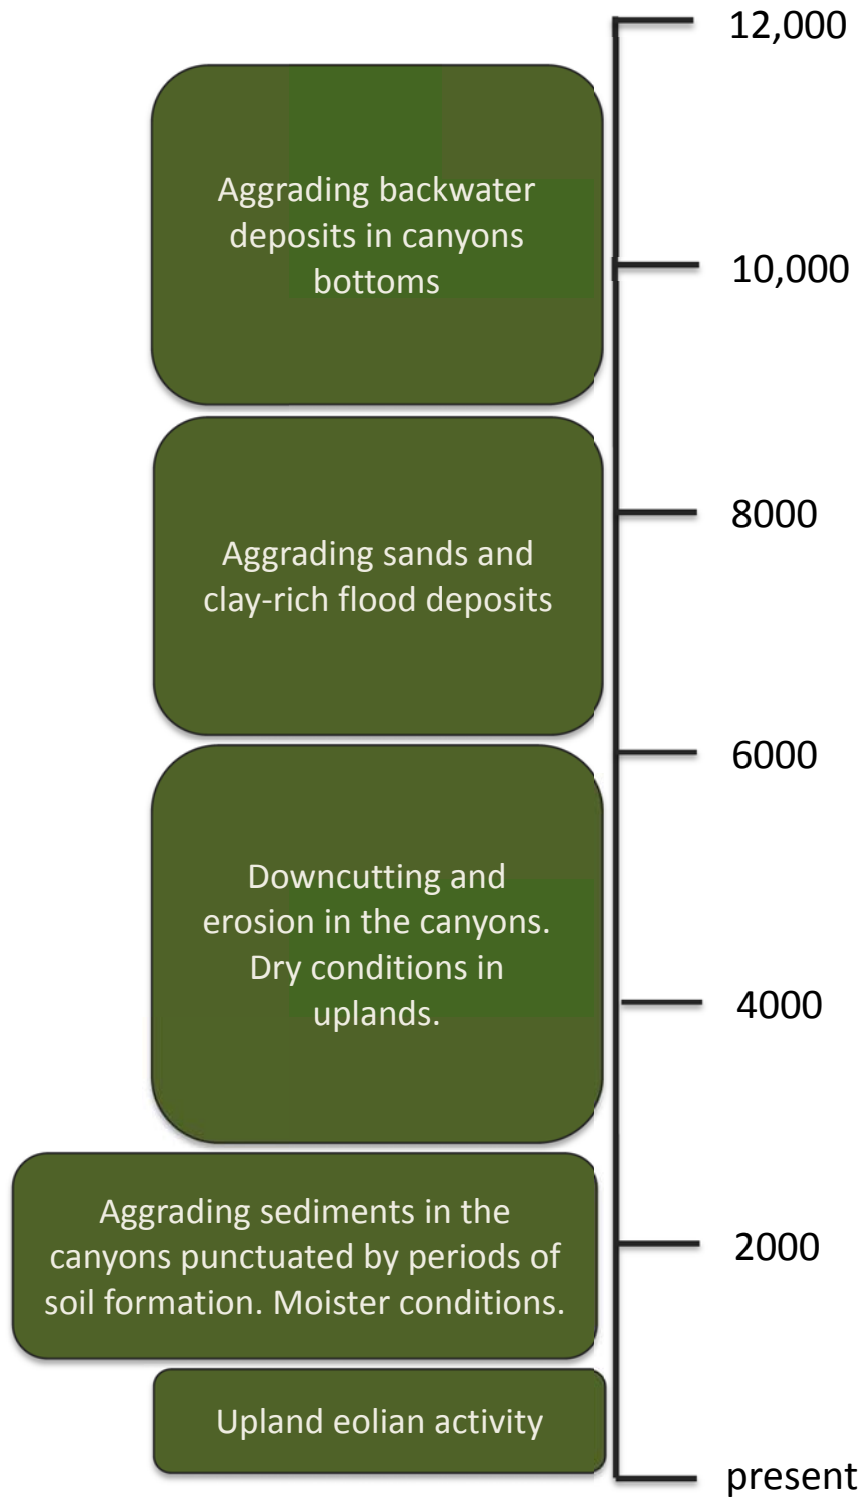 12,000
Aggrading backwater
deposits in canyons
bottoms
10,000
8000
Aggrading sands and
clay-rich flood deposits
6000
Downcutting and
erosion in the canyons.
Dry conditions in
uplands.
4000
Aggrading sediments in the
canyons punctuated by periods of
soil formation. Moister conditions.
2000
Upland eolian activity
present